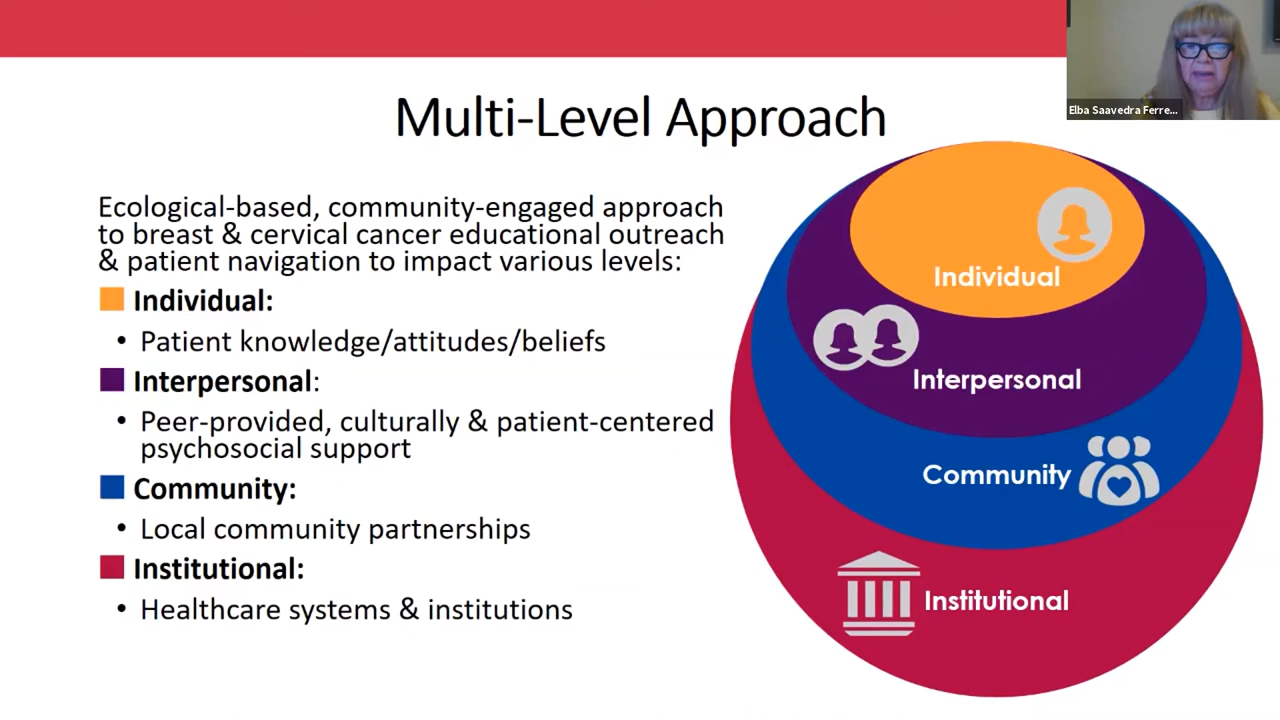 Elba Saavedra Ferre...
Multi-Level Approach
Ecological-based, community-engaged approach
to breast & cervical cancer educational outreach
& patient navigation to impact various levels:
Individual:
• Patient knowledge/attitudes/beliefs
Interpersonal:
• Peer-provided, culturally & patient-centered
psychosocial support
Community:
• Local community partnerships
Institutional:
• Healthcare systems & institutions
Individual
Interpersonal
Community
Institutional